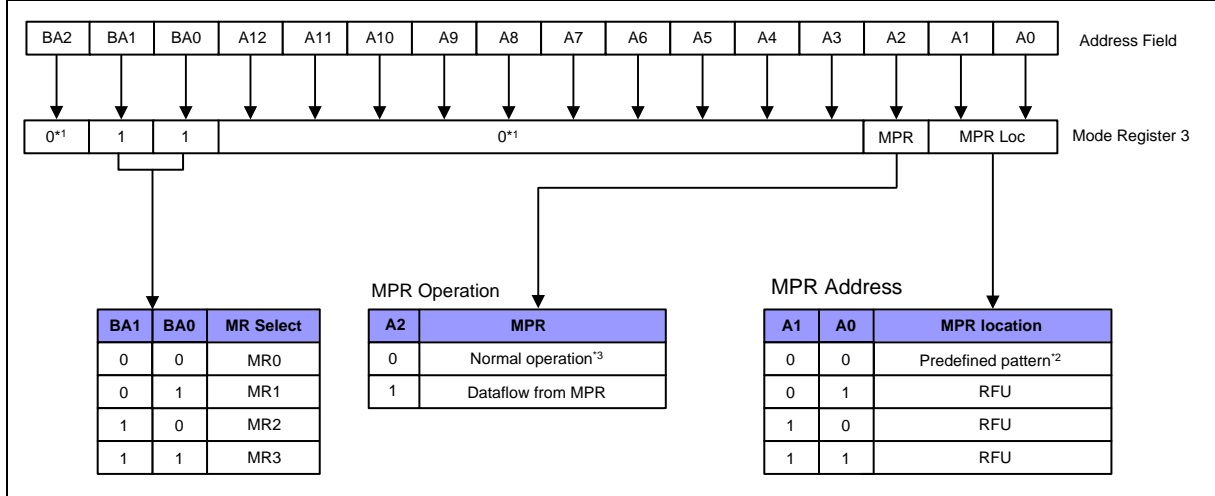 BA2 BA1 BA0 A12 A11 A10 A9 A8 A7 A6 A5 A4 A3 A2 A1 A0 Address Field
0*1 1 1 0*1 MPR MPR Loc Mode Register 3
MPR Operation
MPR Address
BA1 BA0 MR Select
0 0 MR0
0 1 MR1
1 0 MR2
1 1 MR3
A2 MPR
0 Normal operation*3
1 Dataflow from MPR
A1 A0 MPR location
0 0 Predefined pattern*2
0 1 RFU
1 0 RFU
1 1 RFU